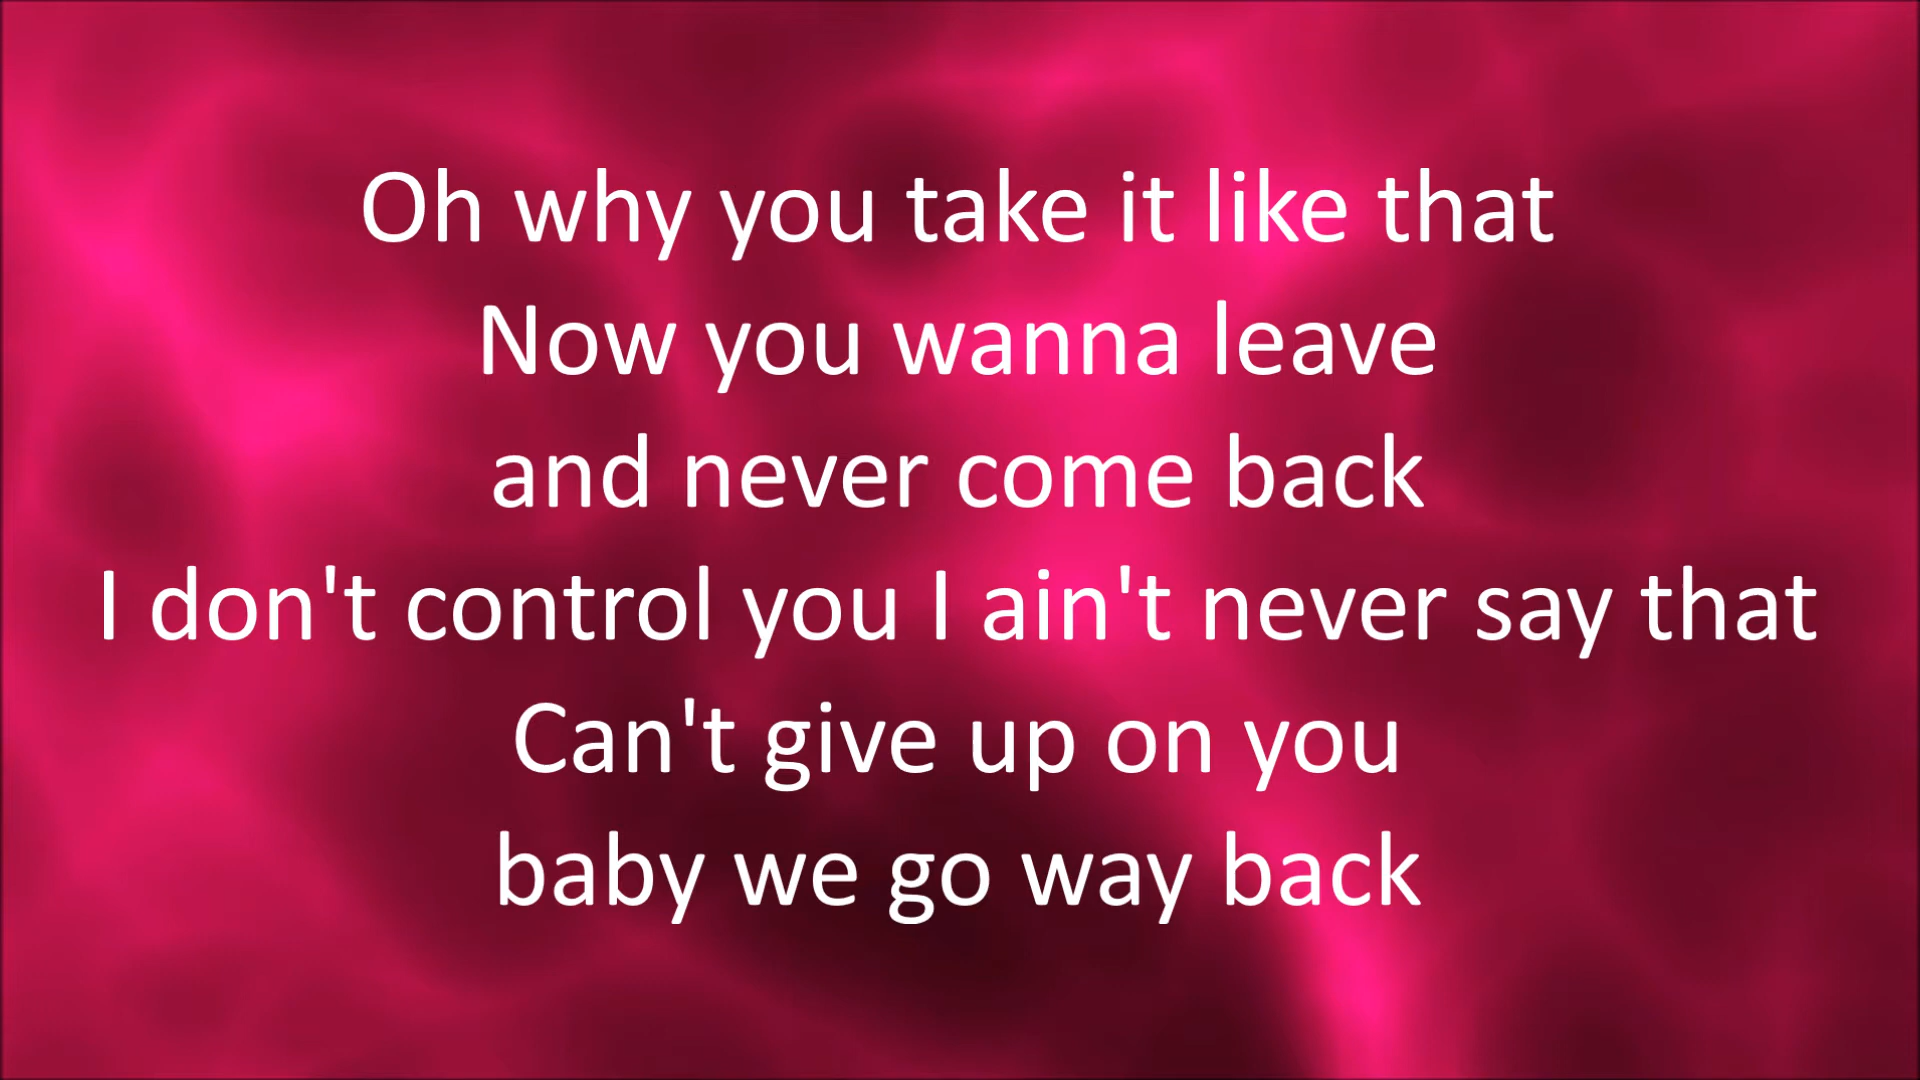 Oh why you take it like that
Now you wanna leave
and never come back
I don't control you I ain't never say that
Can't give up on you
baby we go way back